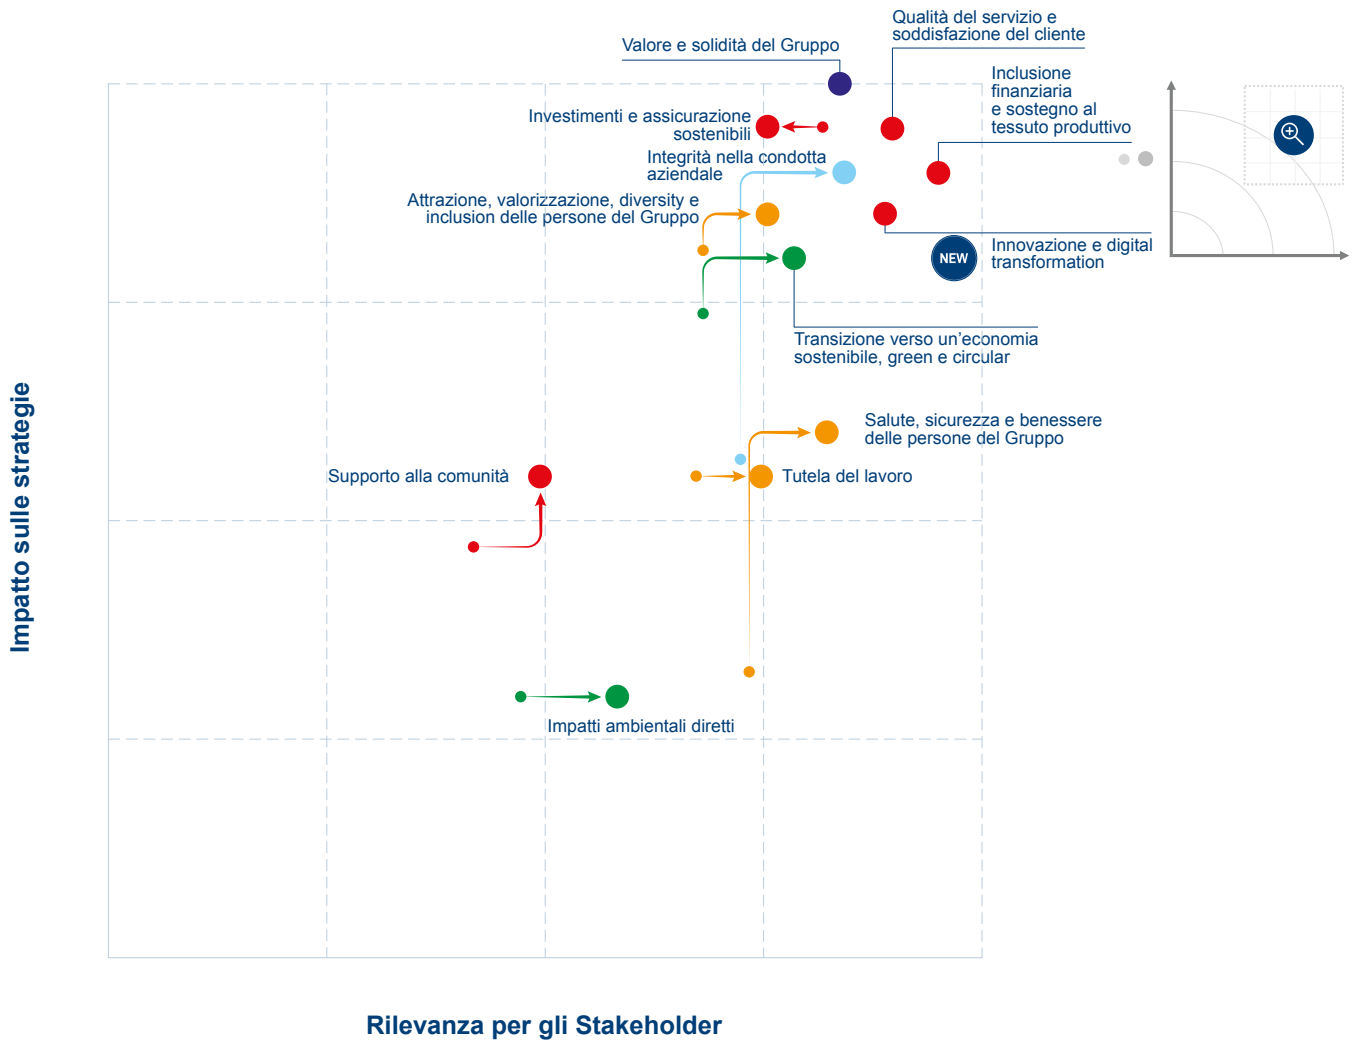 Qualità del servizio e
soddisfazione del cliente
Valore e solidità del Gruppo
Inclusione
finanziaria
e sostegno al
tessuto produttivo
Investimenti e assicurazione
sostenibili
Integrità nella condotta
aziendale
Attrazione, valorizzazione, diversity e
inclusion delle persone del Gruppo
NEW
Innovazione e digital
transformation
Transizione verso un'economia
sostenibile, green e circular
Salute, sicurezza e benessere
delle persone del Gruppo
Supporto alla comunità
Tutela del lavoro
Impatti ambientali diretti
Impatto sulle strategie
Rilevanza per gli Stakeholder